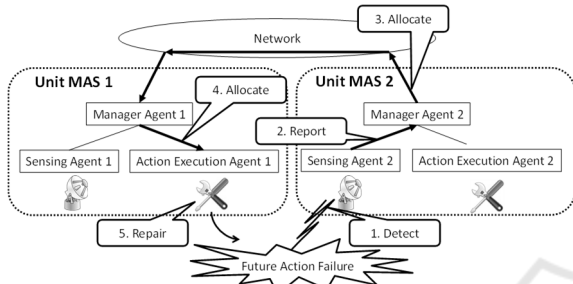 3. Allocate
Network
Unit MAS 1
Unit MAS 2
4. Allocate
Manager Agent 1
Manager Agent 2
2. Report
Sensing Agent 1
Action Execution Agent 1
Sensing Agent 2
Action Execution Agent 2
5. Repair
1. Detect
Future Action Failure